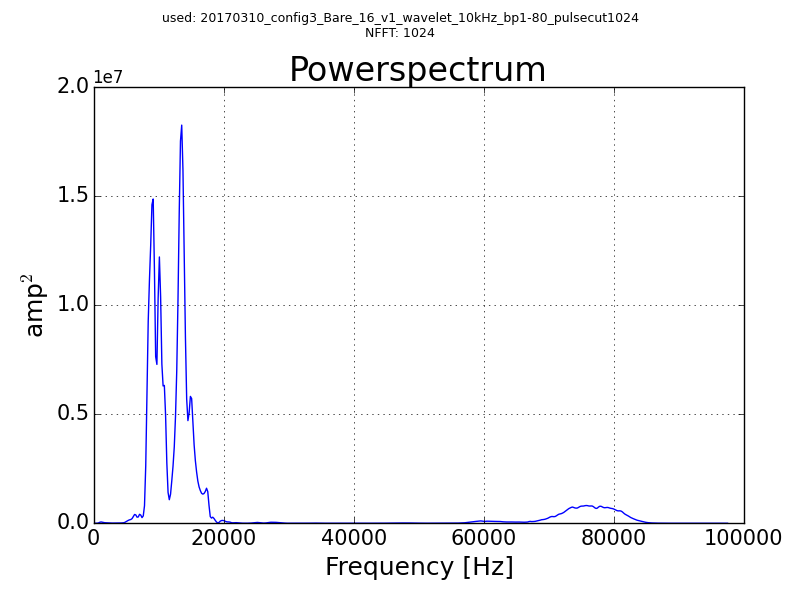 used: 20170310_config3_Bare_16_v1_wavelet_10kHz_bp1-80_pulsecut1024
NFFT: 1024
Powerspectrum
1e7
2.0
1.5
1.0
0.5
0.0
amp²
0 20000 40000 60000 80000 100000
Frequency [Hz]